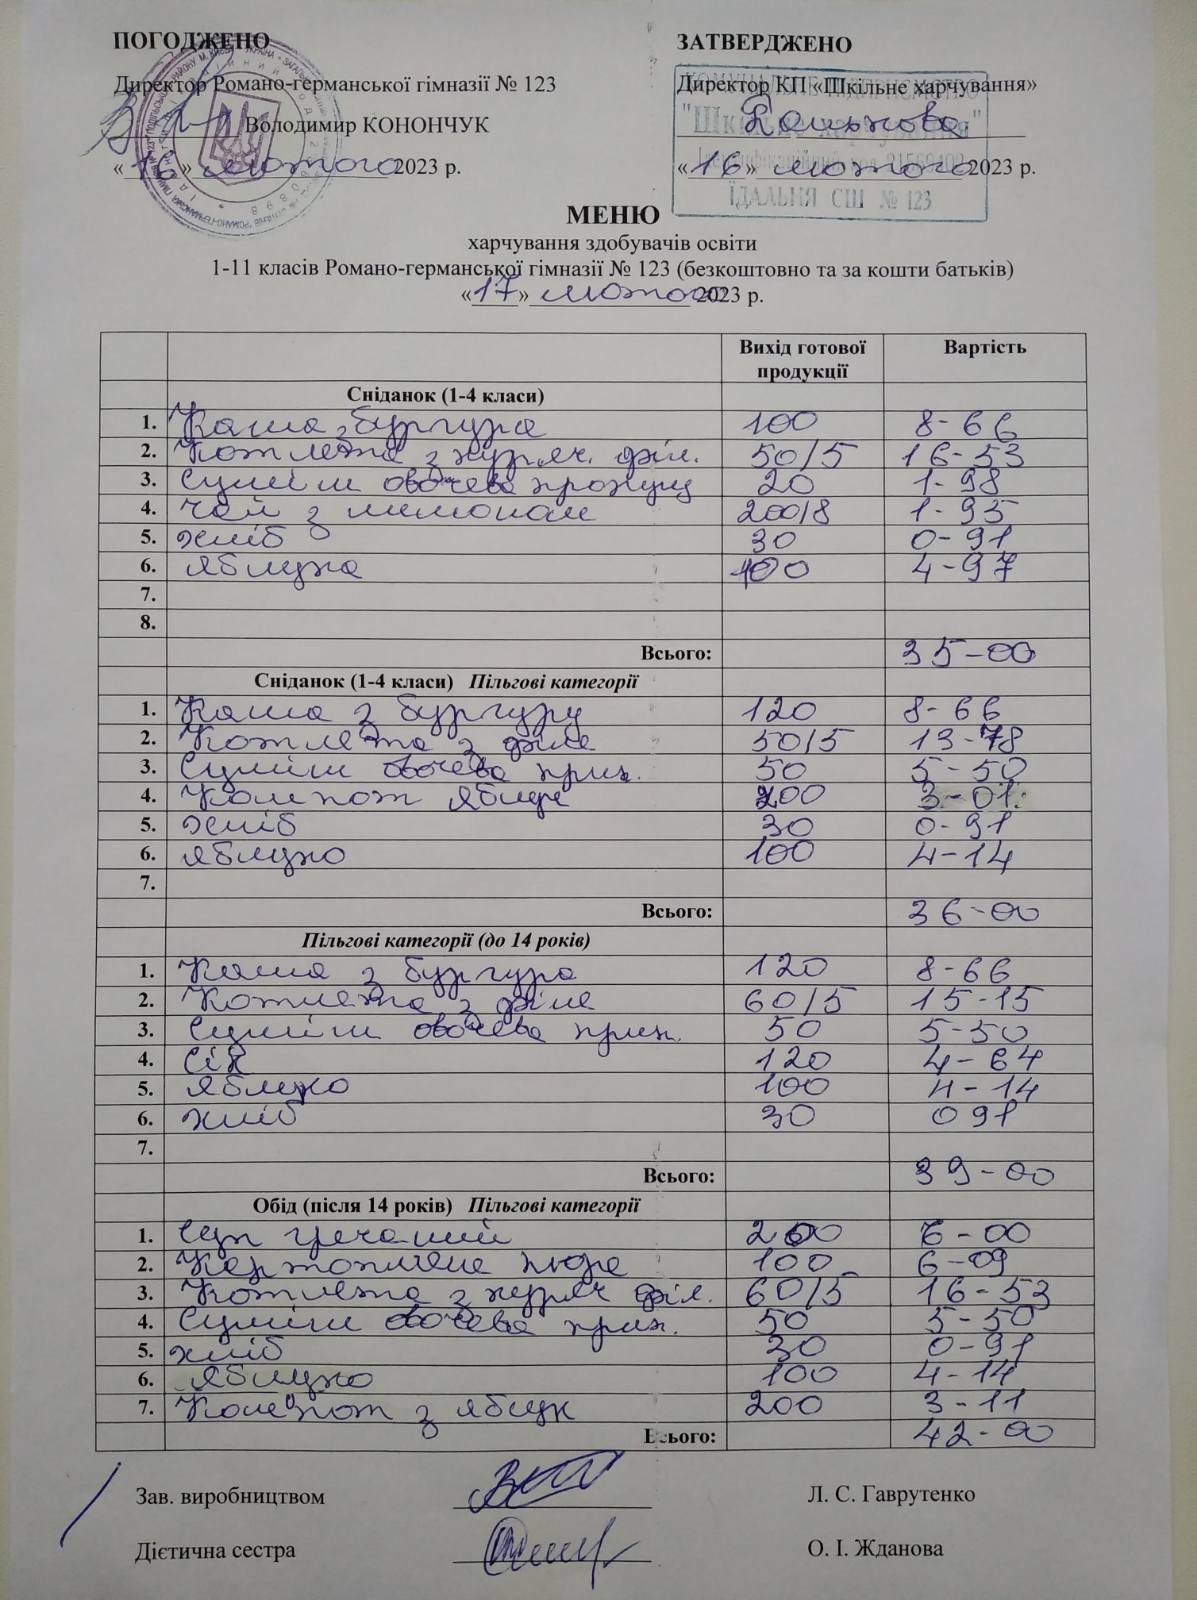 ПОГОДЖЕНО
Директор Романо-германської гімназії № 123
Володимир КОНОНЧУК
«16» лютого 2023 р.
ЗАТВЕРДЖЕНО
Директор КП «Шкільне харчування»
«16» лютого 2023 р.
ЇДАЛЬНЯ СШ № 123
МЕНЮ
харчування здобувачів освіти
1-11 класів Романо-германської гімназії № 123 (безкоштовно та за кошти батьків)
«17» лютого 2023 р.
Вихід готової продукції Вартість
Сніданок (1-4 класи)
1. Каша з бургура 100 8-66
2. Котлета з куряч. філ. 50/5 16-53
3. Суміш овочева 20 1-98
4. Чай з лимоном 200/8 1-95
5. Хліб 30 0-91
6. Яблука 100 4-97
7.
8.
Всього: 35-00
Сніданок (1-4 класи) Пільгові категорії
1. Каша з бургуру 120 8-66
2. Котлета з філе 50/5 13-78
3. Суміш овочева прип. 50 5-50
4. Компот яблук 200 3-01
5. Хліб 30 0-91
6. Яблуко 100 4-14
7.
Всього: 36-00
Пільгові категорії (до 14 років)
1. Каша з бургура 120 8-66
2. Котлета з філе 60/5 15-15
3. Суміш овочева прип. 50 5-50
4. Сік 120 4-64
5. Яблуко 100 4-14
6. Хліб 30 0 91
7.
Всього: 39-00
Обід (після 14 років) Пільгові категорії
1. Суп гречаний 200 6-00
2. Картопляне пюре 100 6-09
3. Котлета з куряч філ. 60/5 16-53
4. Суміш овочева прип. 50 5-50
5. Хліб 30 0-91
6. Яблуко 100 4-14
7. Компот з яблук 200 3-11
Всього: 42-00
Зав. виробництвом Л. С. Гаврутенко
Дієтична сестра О. І. Жданова